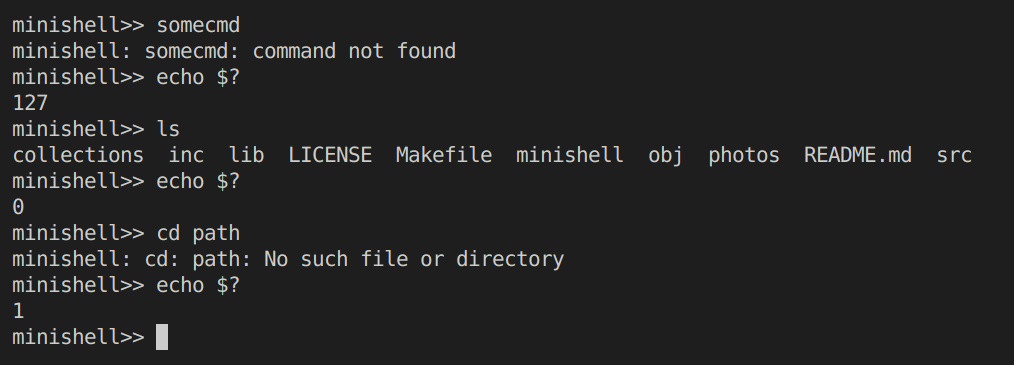 minishell>> somecmd
minishell: somecmd: command not found
minishell>> echo $?
127
minishell>> ls
collections  inc  lib  LICENSE  Makefile  minishell  obj  photos  README.md  src
minishell>> echo $?
0
minishell>> cd path
minishell: cd: path: No such file or directory
minishell>> echo $?
1
minishell>>